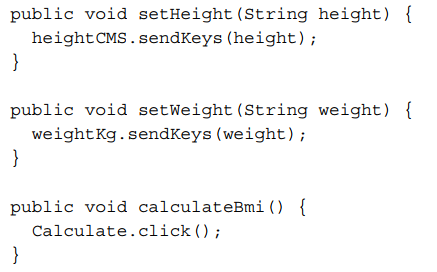 public void setHeight(String height) {
  heightCMS.sendKeys(height);
}

public void setWeight(String weight) {
  weightKg.sendKeys(weight);
}

public void calculateBmi() {
  Calculate.click();
}